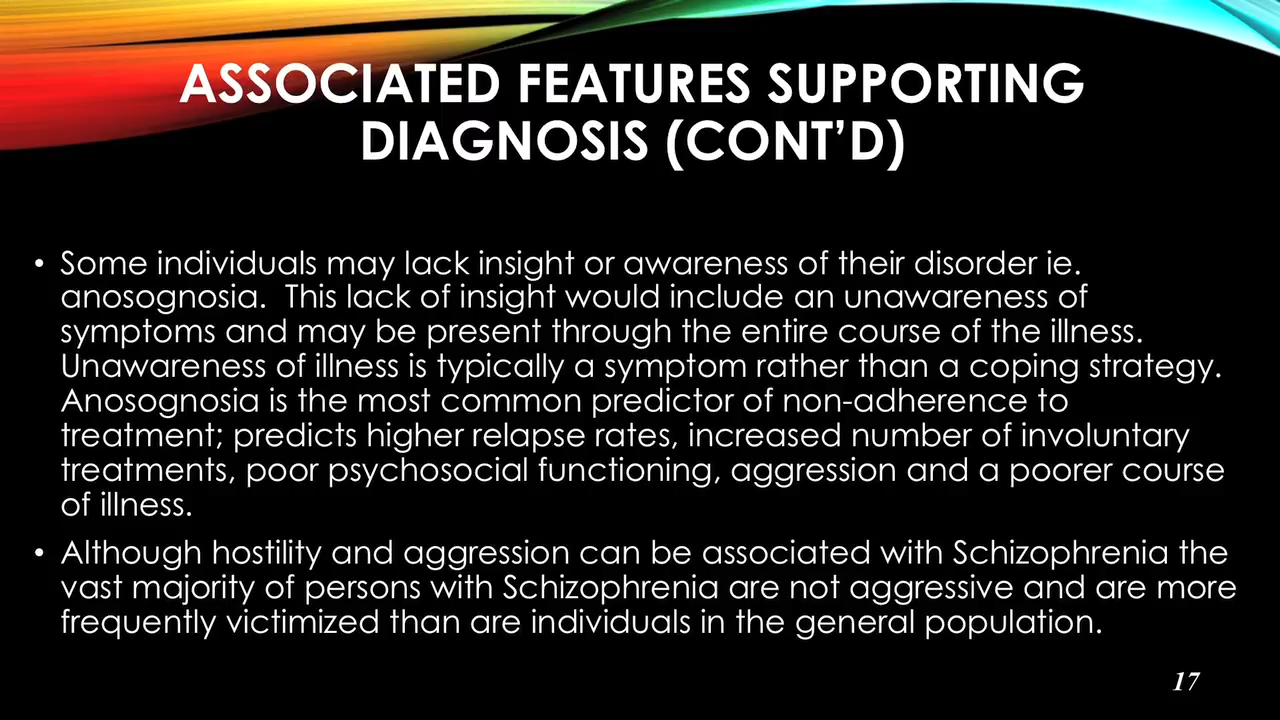 ASSOCIATED FEATURES SUPPORTING
DIAGNOSIS (CONT’D)
• Some individuals may lack insight or awareness of their disorder ie.
anosognosia.  This lack of insight would include an unawareness of
symptoms and may be present through the entire course of the illness.
Unawareness of illness is typically a symptom rather than a coping strategy.
Anosognosia is the most common predictor of non-adherence to
treatment; predicts higher relapse rates, increased number of involuntary
treatments, poor psychosocial functioning, aggression and a poorer course
of illness.
• Although hostility and aggression can be associated with Schizophrenia the
vast majority of persons with Schizophrenia are not aggressive and are more
frequently victimized than are individuals in the general population.
17